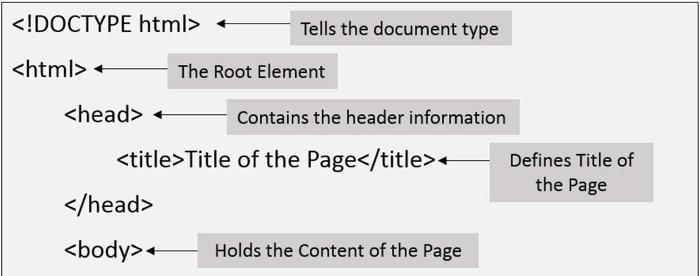 <!DOCTYPE html> Tells the document type
<html> The Root Element
<head> Contains the header information
<title>Title of the Page</title> Defines Title of
the Page
</head>
<body> Holds the Content of the Page